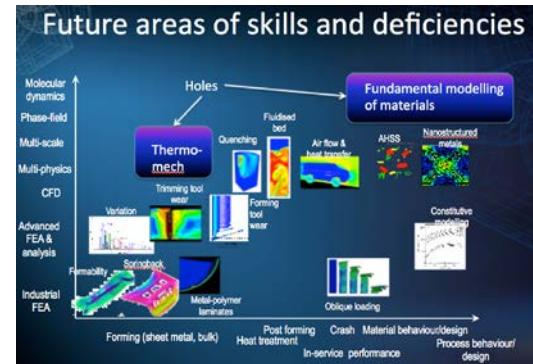 Future areas of skills and deficiencies
Molecular
dynamics
Phase-field
Multi-scale
Multi-physics
CFD
Advanced
FEA &
analysis
Industrial
FEA
Holes
Fundamental modelling
of materials
Thermo-
mech
Quenching
Fluidised
bed
Air flow &
heat transfer
AHSS
Nanostructured
metals
Trimming tool
wear
Variation
Forming
tool
wear
Constitutive
modelling
Formability
Springback
Metal-polymer
laminates
Oblique loading
Forming (sheet metal, bulk)
Post forming
Heat treatment
Crash
In-service performance
Material behaviour/design
Process behaviour/
design